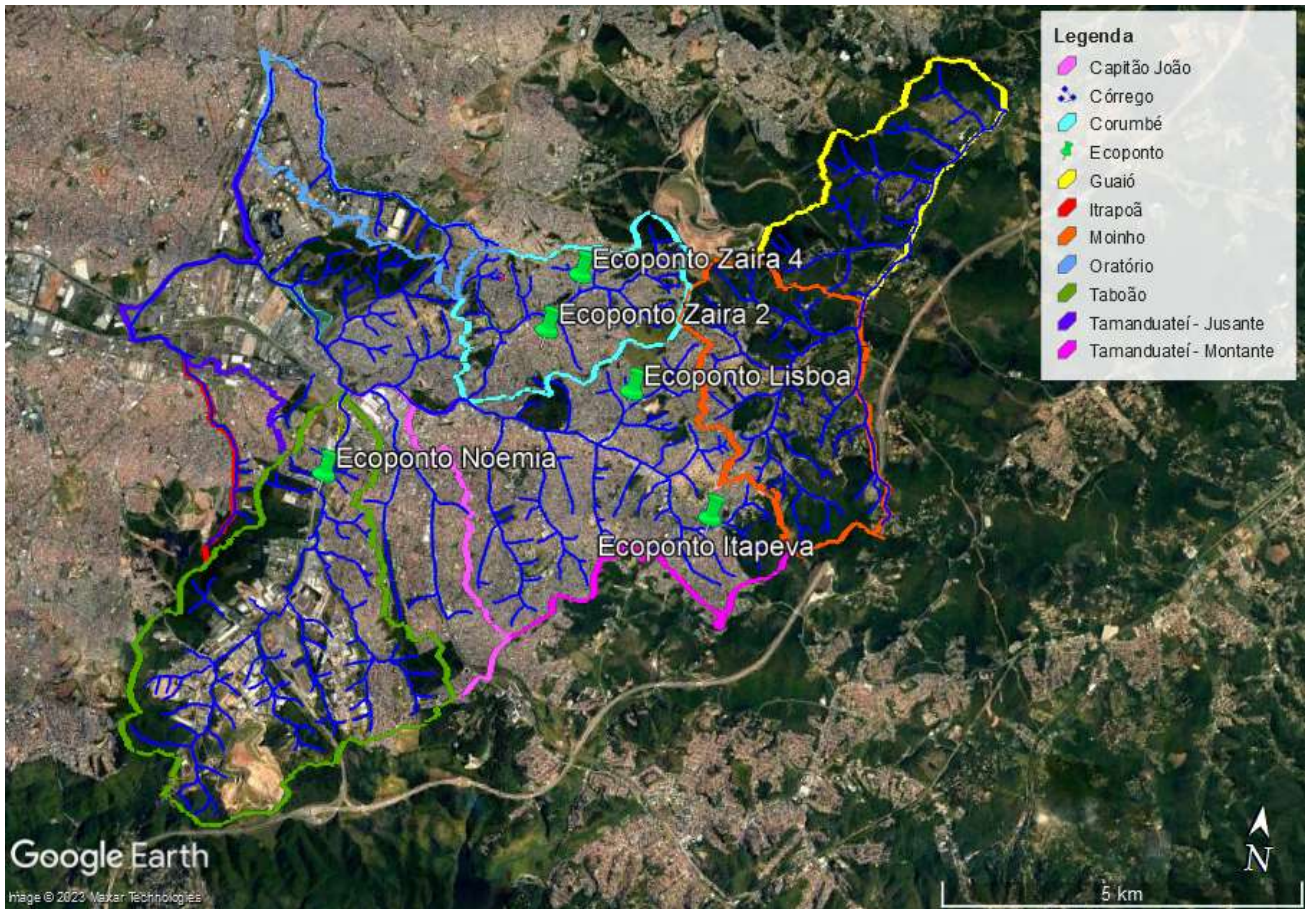 Legenda
Capitão João
Córrego
Corumbé
Ecoponto
Guaió
Itrapoã
Moinho
Oratório
Taboão
Tamanduateí - Jusante
Tamanduateí - Montante
Ecoponto Zaira 4
Ecoponto Zaira 2
Ecoponto Lisboa
Ecoponto Noemia
Ecoponto Itapeva
Google Earth
Image © 2023 Maxar Technologies
N
5 km